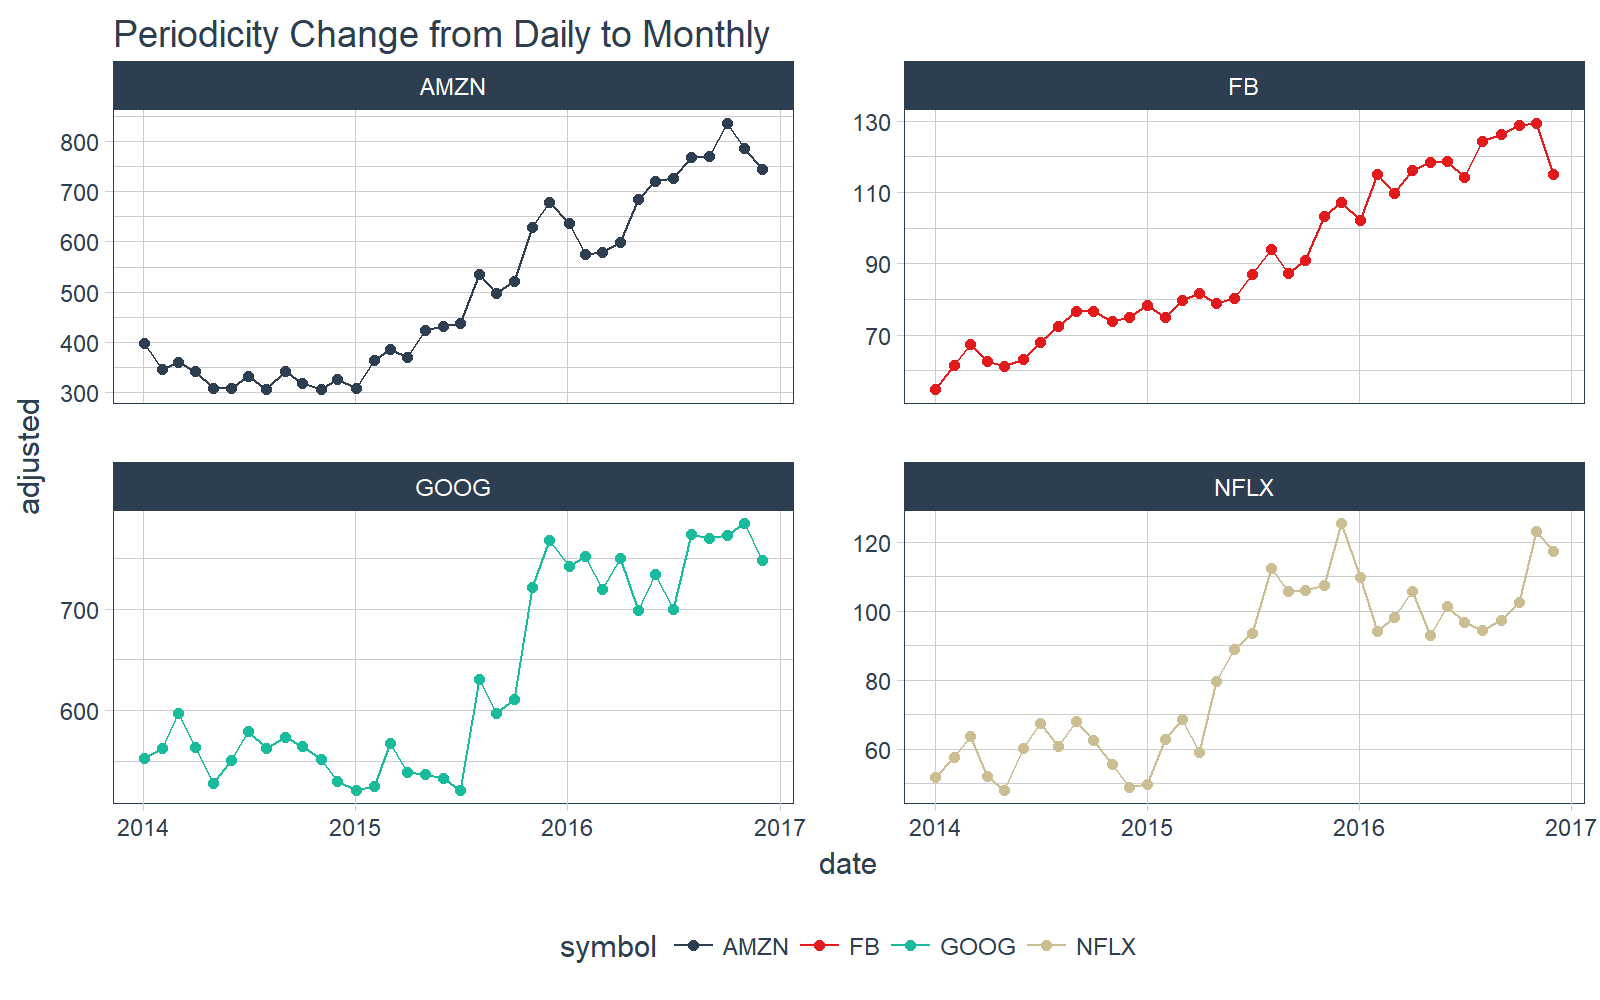 Periodicity Change from Daily to Monthly
AMZN
FB
800
700
600
500
400
300
130
110
90
70
adjusted
GOOG
NFLX
700
600
120
100
80
60
2014 2015 2016 2017
2014 2015 2016 2017
date
symbol AMZN FB GOOG NFLX